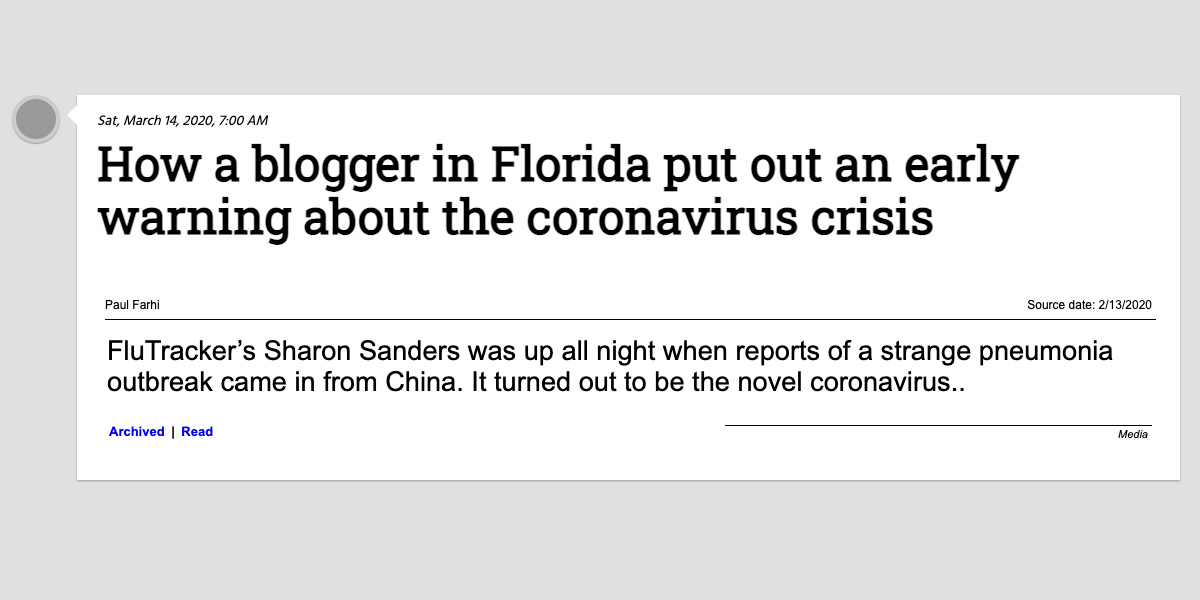 Sat, March 14, 2020, 7:00 AM
How a blogger in Florida put out an early
warning about the coronavirus crisis
Paul Farhi
Source date: 2/13/2020
FluTracker’s Sharon Sanders was up all night when reports of a strange pneumonia
outbreak came in from China. It turned out to be the novel coronavirus..
Archived | Read
Media